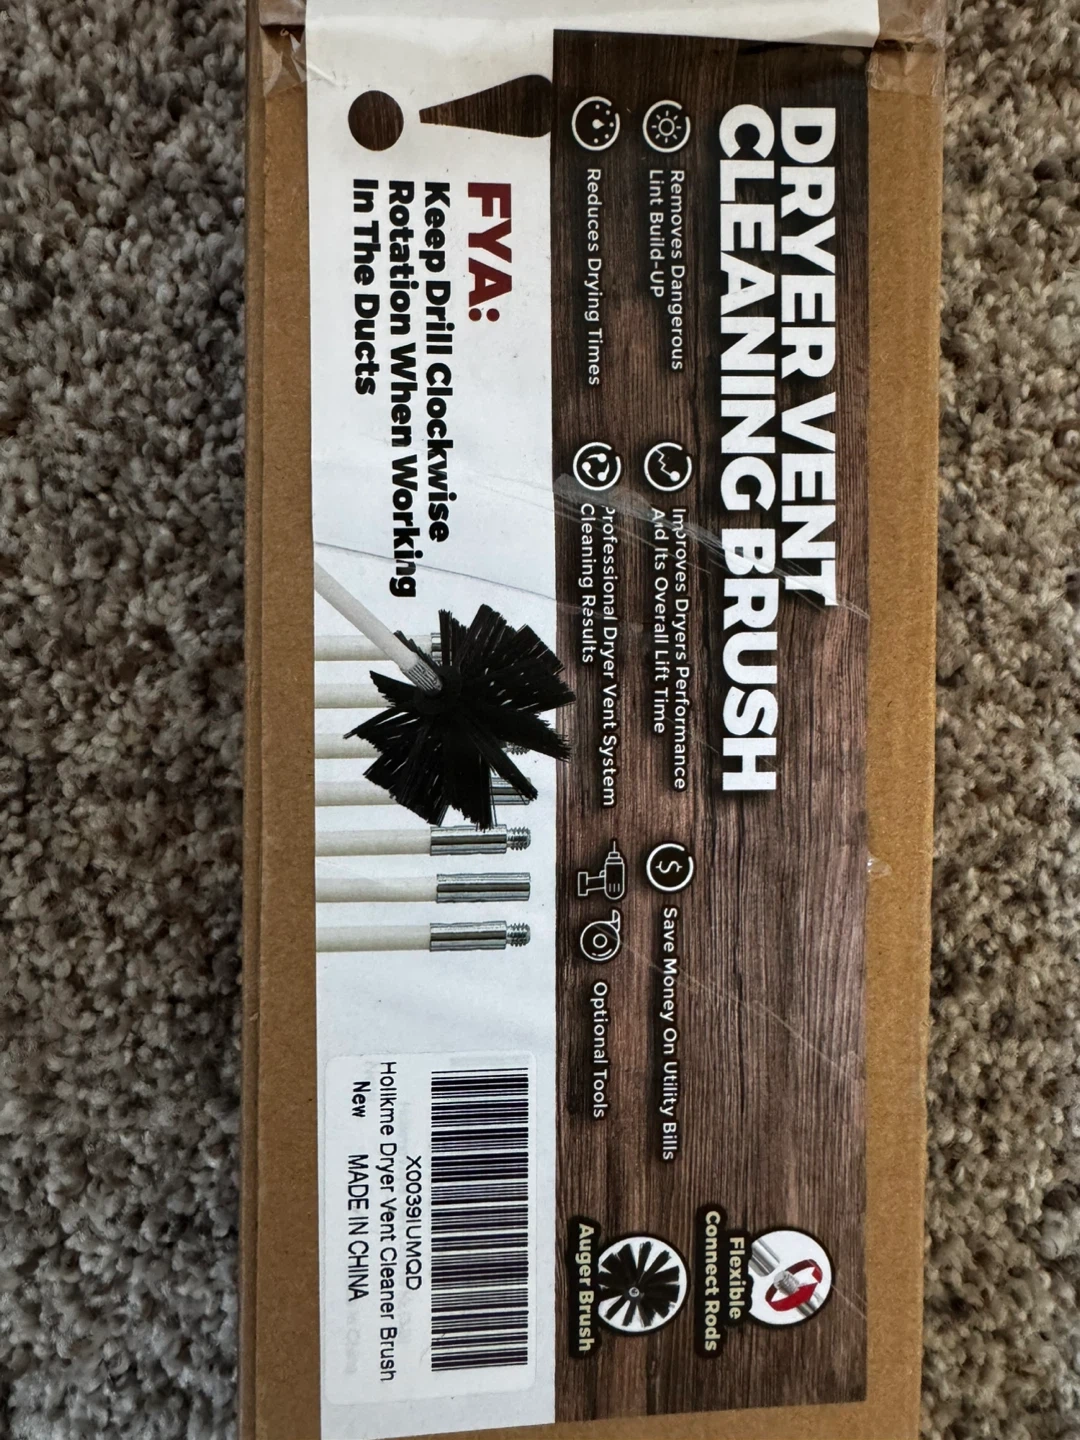 DRYER VENT
CLEANING BRUSH
Removes Dangerous
Lint Build-UP
Improves Dryers Performance
And Its Overall Lift Time
Save Money On Utility Bills
Reduces Drying Times
Professional Dryer Vent System
Cleaning Results
Optional Tools
Flexible
Connect Rods
Auger Brush
FYA:
Keep Drill Clockwise
Rotation When Working
In The Ducts
X0039IUMQD
Holikme Dryer Vent Cleaner Brush
New MADE IN CHINA